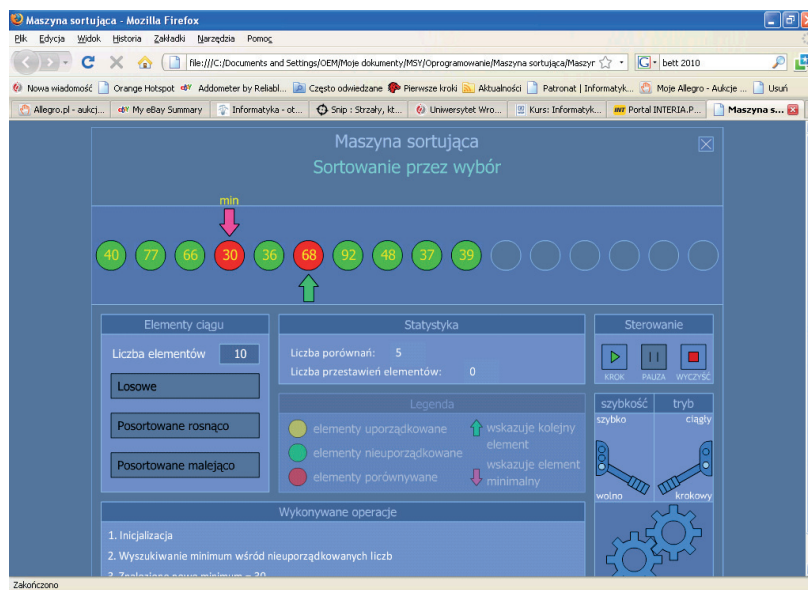 Maszyna sortująca - Mozilla Firefox
Plik Edycja Widok Historia Zakładki Narzędzia Pomoc
file:///C:/Documents and Settings/OEM/Moje dokumenty/MSY/Oprogramowanie/Maszyna sortująca/Maszyr
bett 2010
Nowa wiadomość Orange Hotspot Addometer by Reliabl... Często odwiedzane Pierwsze kroki Aktualności Patronat | Informatyk... Moje Allegro - Aukcje ... Usuń
Allegro.pl - aukcj... My eBay Summary Informatyka - ot... Snip : Strzały, kt... Uniwersytet Wro... Kurs: Informatyk... Portal INTERIA.P... Maszyna s...
Maszyna sortująca
Sortowanie przez wybór
min
40 77 66 30 36 68 92 48 37 39
Elementy ciągu
Liczba elementów 10
Losowe
Posortowane rosnąco
Posortowane malejąco
Statystyka
Liczba porównań: 5
Liczba przestawień elementów: 0
Legenda
elementy uporządkowane
elementy nieuporządkowane
elementy porównywane
wskazuje kolejny
element
wskazuje element
minimalny
Sterowanie
KROK PAUZA WYCZYŚĆ
szybkość tryb
szybko ciągły
wolno krokowy
Wykonywane operacje
1. Inicjalizacja
2. Wyszukiwanie minimum wśród nieuporządkowanych liczb
3. Znaleziono nowe minimum = 30
Zakończono